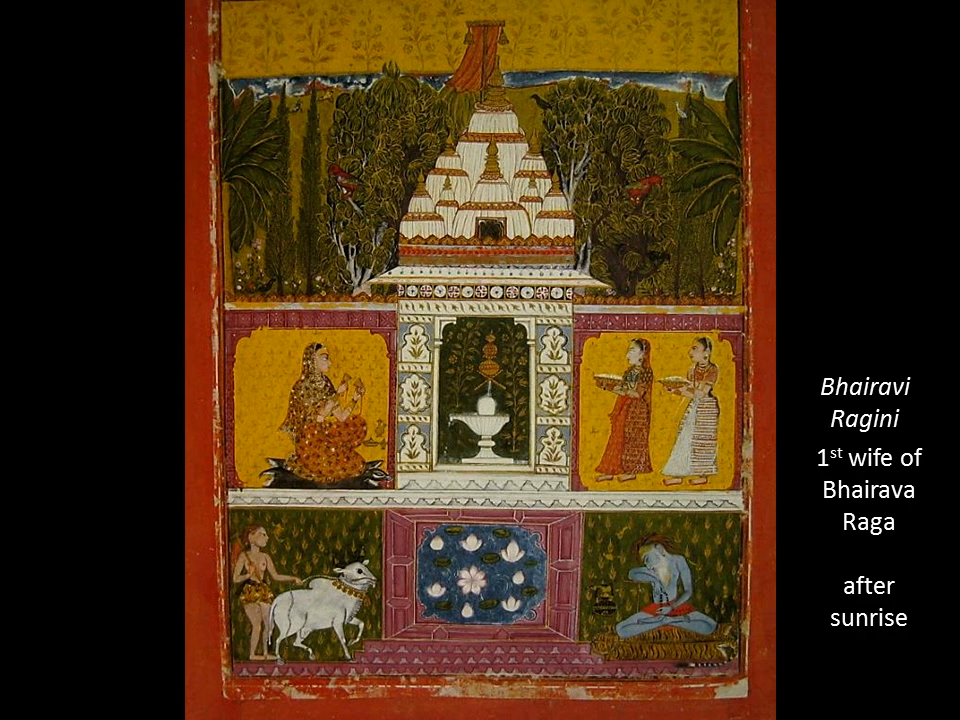 Bhairavi
Ragini
1st wife of
Bhairava
Raga
after
sunrise